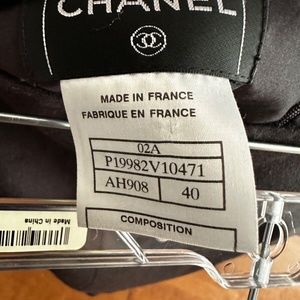 CHANEL
MADE IN FRANCE
FABRIQUE EN FRANCE
02A
P19982V10471
AH908 40
COMPOSITION
Made in China